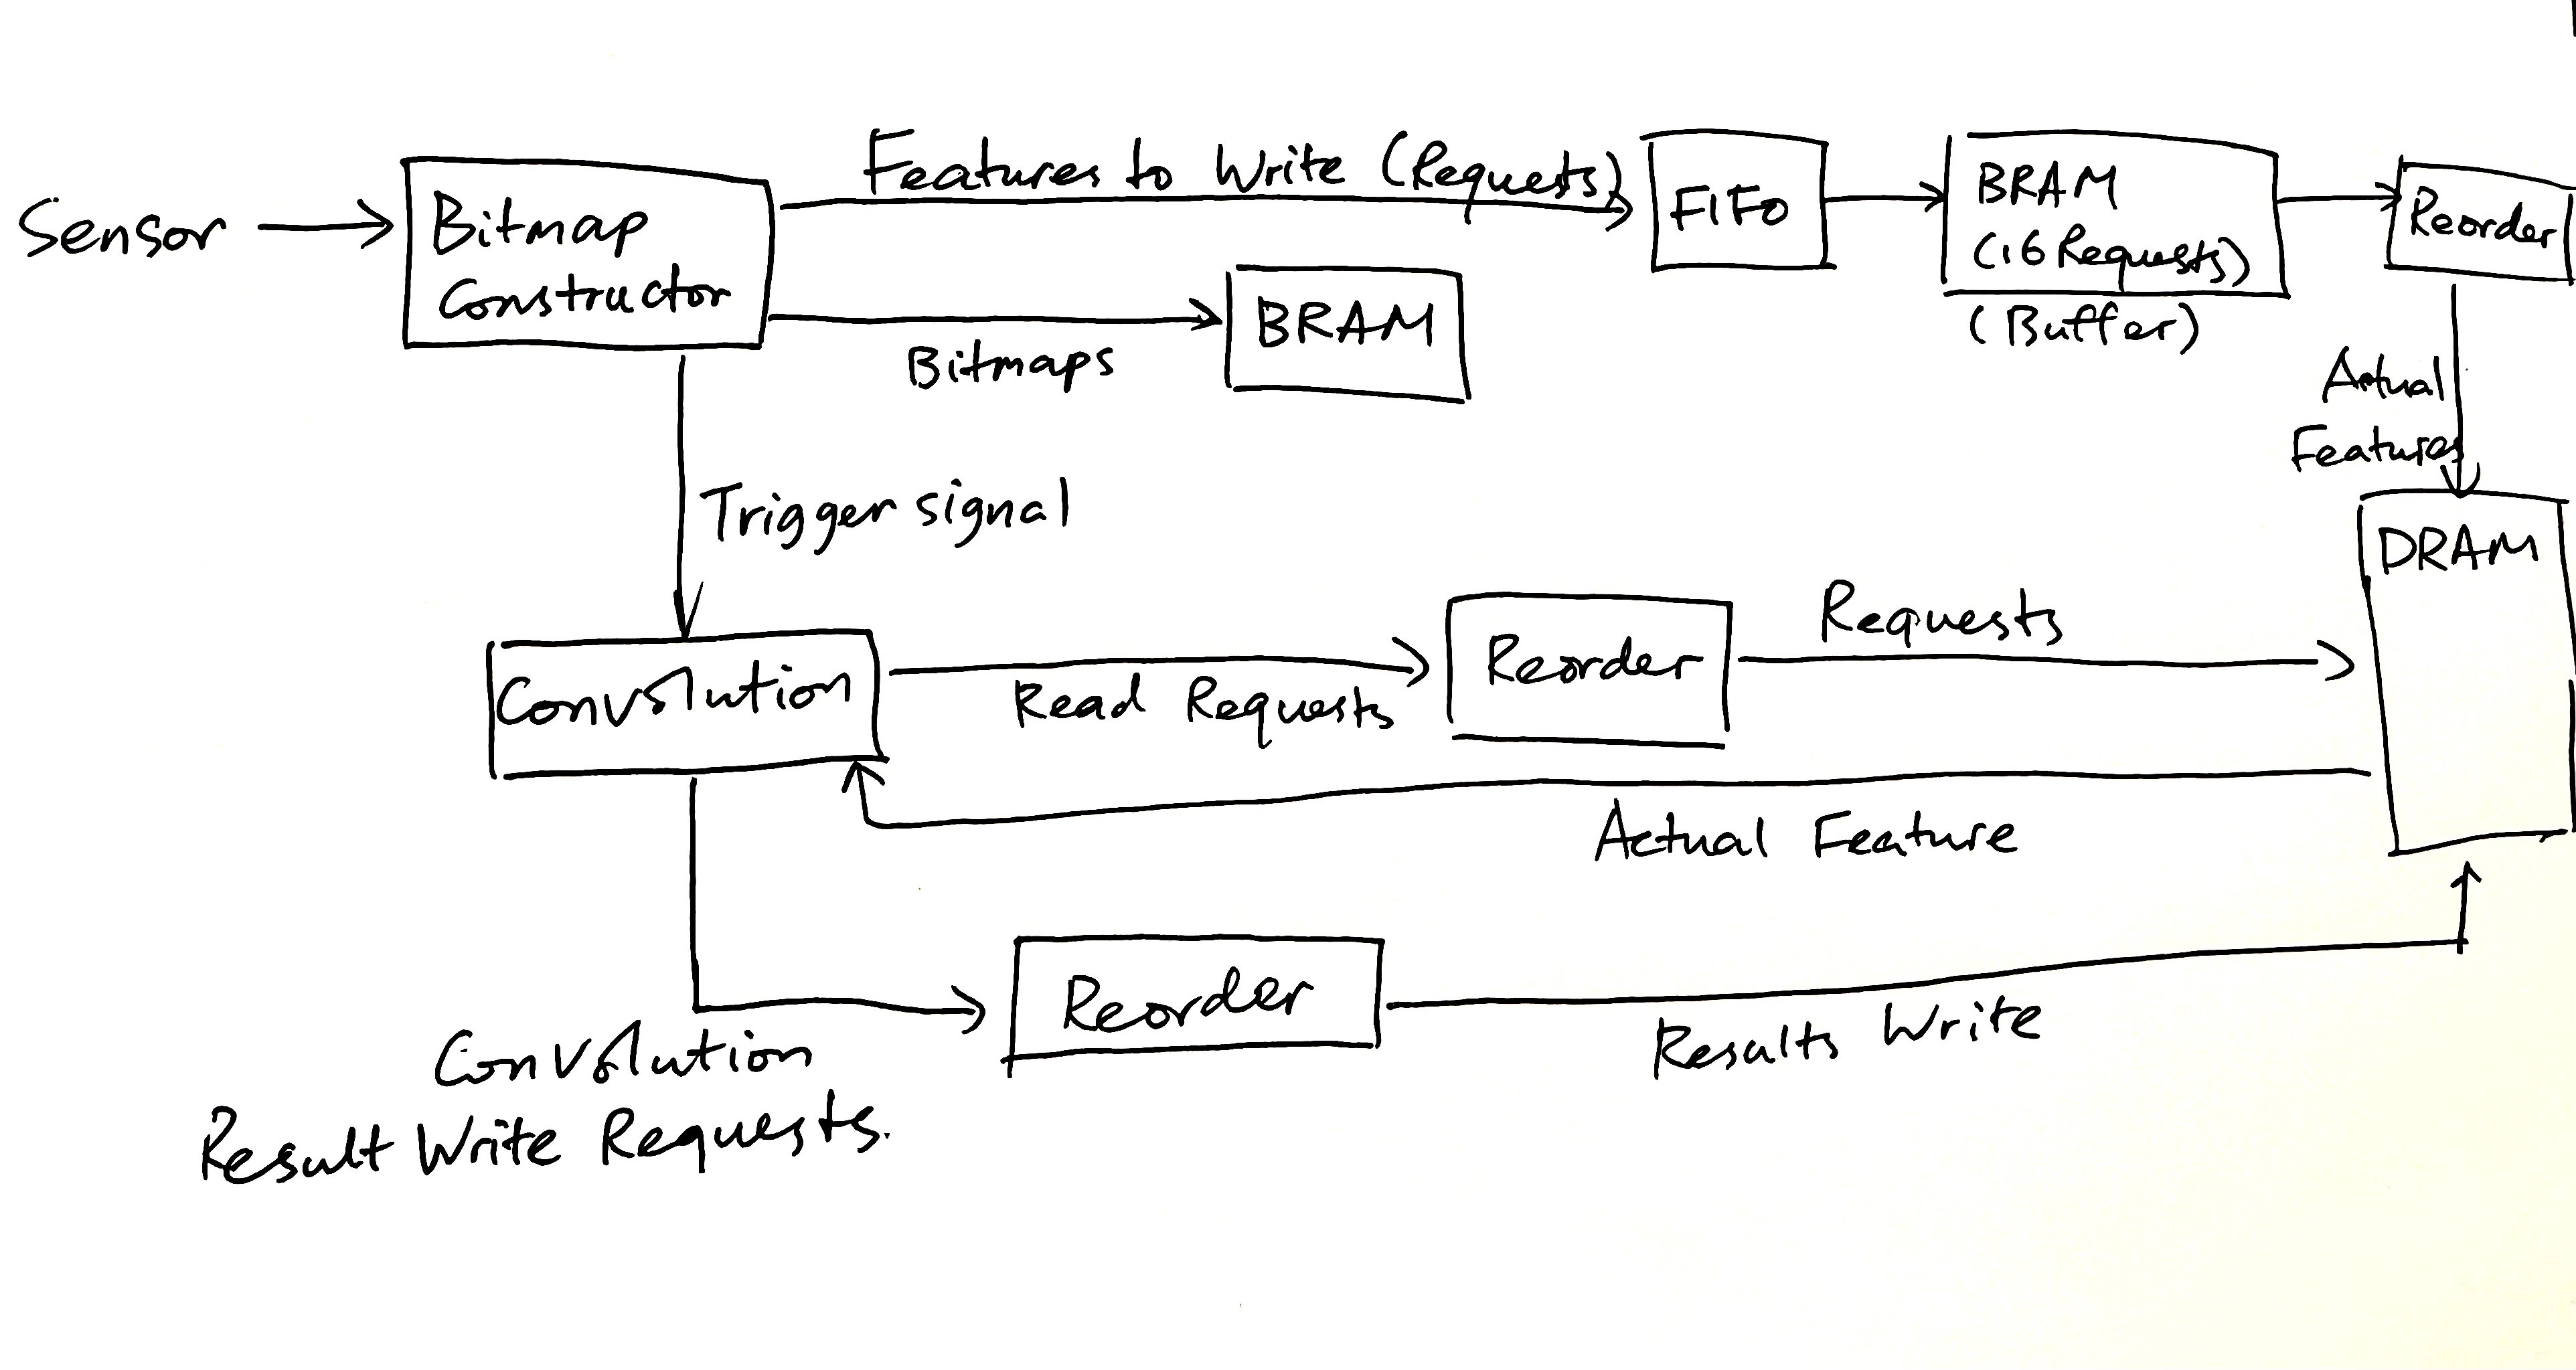 Sensor
Bitmap
Constructor
Features to Write (Requests)
FIFO
BRAM
(16 Requests)
(Buffer)
Reorder
Bitmaps
BRAM
Actual
Features
Trigger signal
DRAM
Convolution
Read Requests
Reorder
Requests
Actual Feature
Convolution
Result Write Requests.
Reorder
Results Write